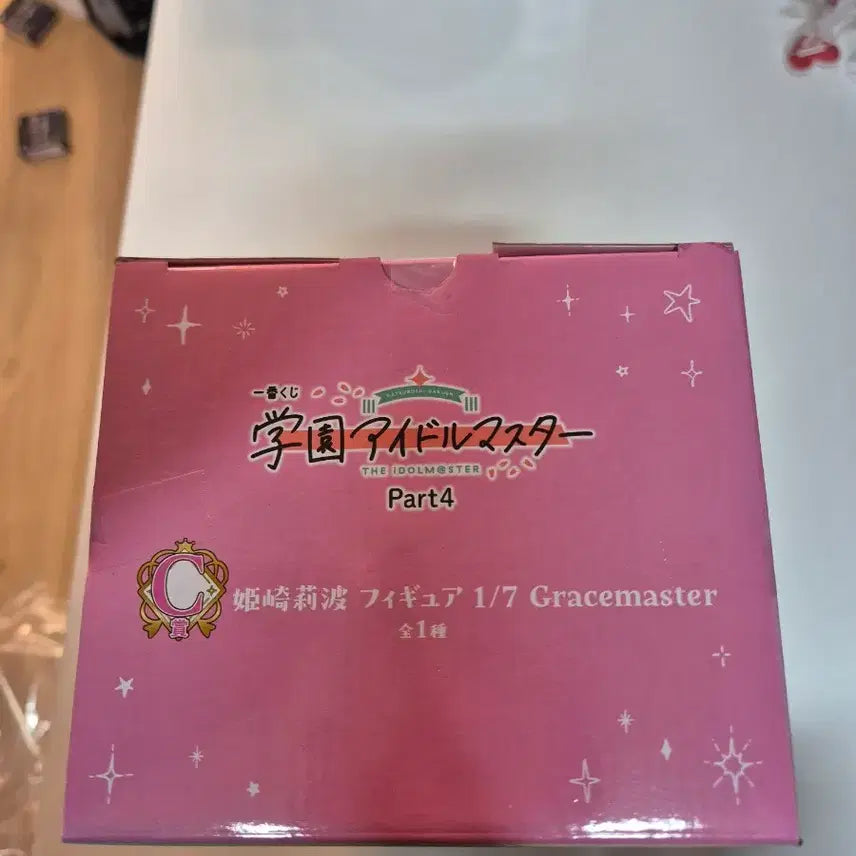 一番くじ
HATSUBOSHI GAKUEN
学園アイドルマスター
THE IDOLM@STER
Part4
C賞
姫崎莉波 フィギュア 1/7 Gracemaster
全1種